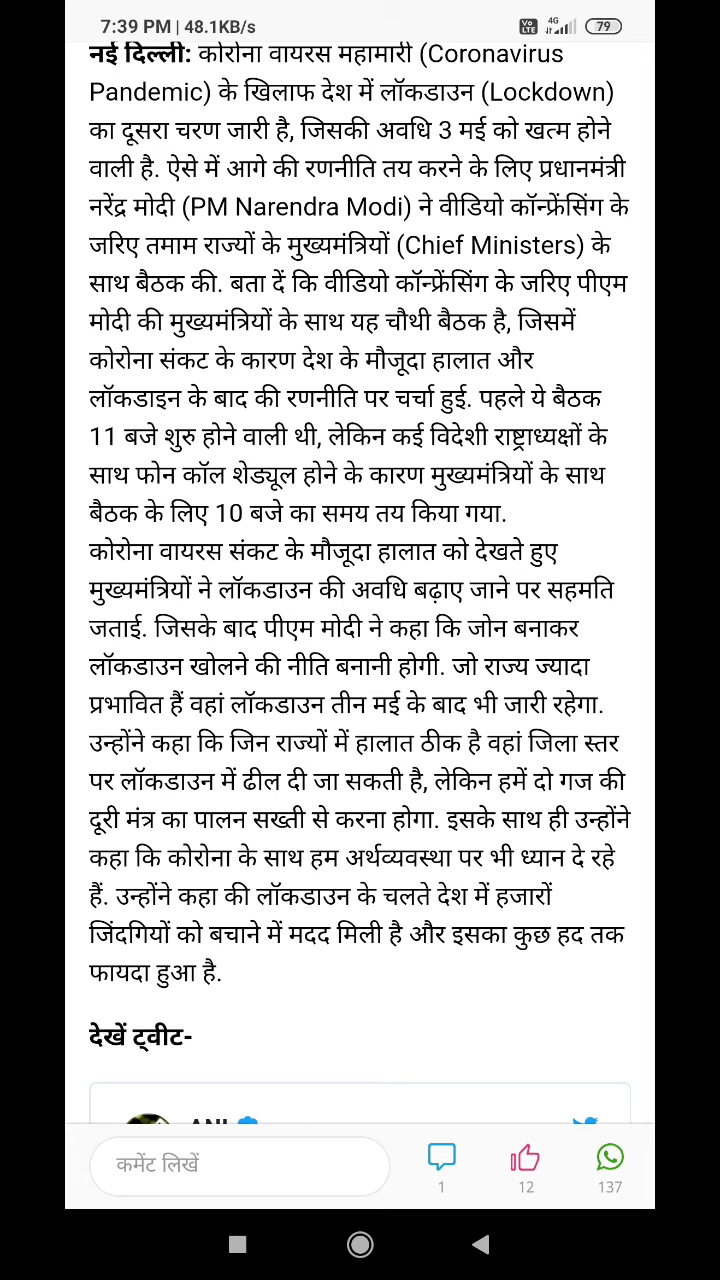 7:39 PM | 48.1KB/s
Vo LTE 4G 79
नई दिल्ली: कोरोना वायरस महामारी (Coronavirus
Pandemic) के खिलाफ देश में लॉकडाउन (Lockdown)
का दूसरा चरण जारी है, जिसकी अवधि 3 मई को खत्म होने
वाली है. ऐसे में आगे की रणनीति तय करने के लिए प्रधानमंत्री
नरेंद्र मोदी (PM Narendra Modi) ने वीडियो कॉन्फ्रेंसिंग के
जरिए तमाम राज्यों के मुख्यमंत्रियों (Chief Ministers) के
साथ बैठक की. बता दें कि वीडियो कॉन्फ्रेंसिंग के जरिए पीएम
मोदी की मुख्यमंत्रियों के साथ यह चौथी बैठक है, जिसमें
कोरोना संकट के कारण देश के मौजूदा हालात और
लॉकडाइन के बाद की रणनीति पर चर्चा हुई. पहले ये बैठक
11 बजे शुरु होने वाली थी, लेकिन कई विदेशी राष्ट्राध्यक्षों के
साथ फोन कॉल शेड्यूल होने के कारण मुख्यमंत्रियों के साथ
बैठक के लिए 10 बजे का समय तय किया गया.
कोरोना वायरस संकट के मौजूदा हालात को देखते हुए
मुख्यमंत्रियों ने लॉकडाउन की अवधि बढ़ाए जाने पर सहमति
जताई. जिसके बाद पीएम मोदी ने कहा कि जोन बनाकर
लॉकडाउन खोलने की नीति बनानी होगी. जो राज्य ज्यादा
प्रभावित हैं वहां लॉकडाउन तीन मई के बाद भी जारी रहेगा.
उन्होंने कहा कि जिन राज्यों में हालात ठीक है वहां जिला स्तर
पर लॉकडाउन में ढील दी जा सकती है, लेकिन हमें दो गज की
दूरी मंत्र का पालन सख्ती से करना होगा. इसके साथ ही उन्होंने
कहा कि कोरोना के साथ हम अर्थव्यवस्था पर भी ध्यान दे रहे
हैं. उन्होंने कहा की लॉकडाउन के चलते देश में हजारों
जिंदगियों को बचाने में मदद मिली है और इसका कुछ हद तक
फायदा हुआ है.
देखें ट्वीट-
ANI
कमेंट लिखें
1 12 137